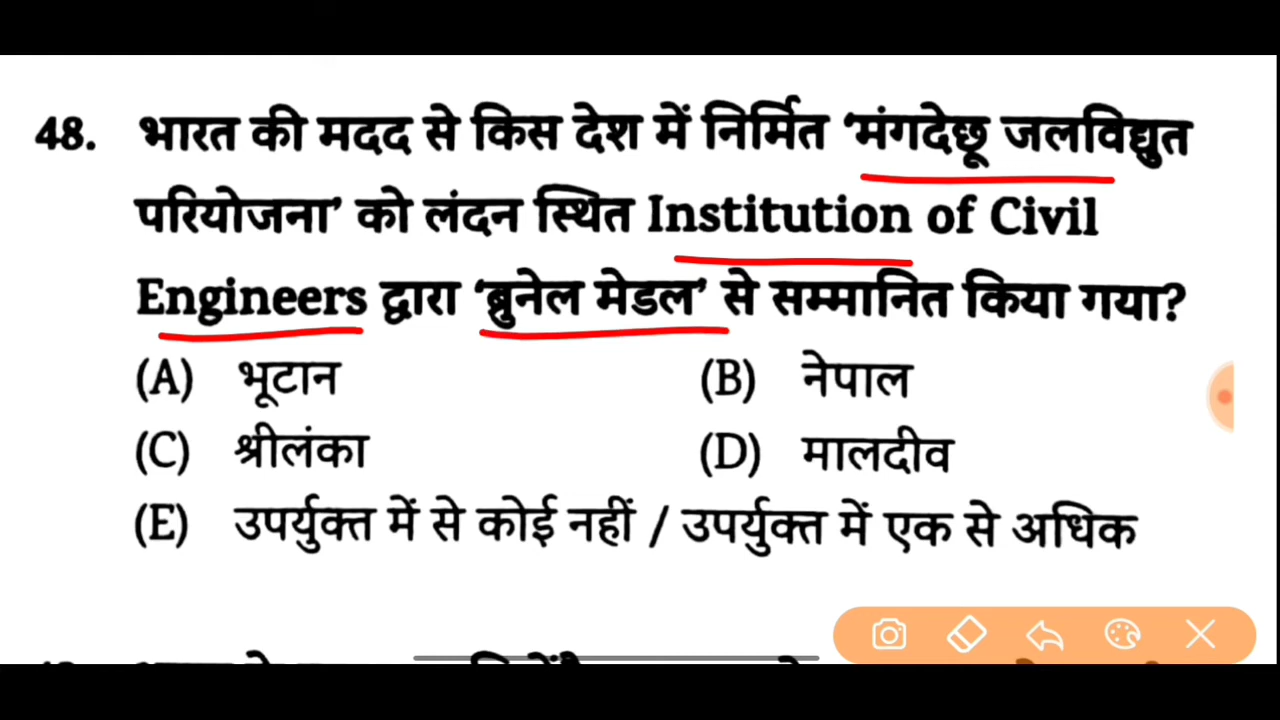 48. भारत की मदद से किस देश में निर्मित ‘मंगदेछू जलविद्युत
परियोजना’ को लंदन स्थित Institution of Civil
Engineers द्वारा ‘ब्रुनेल मेडल’ से सम्मानित किया गया?
(A) भूटान (B) नेपाल
(C) श्रीलंका (D) मालदीव
(E) उपर्युक्त में से कोई नहीं / उपर्युक्त में एक से अधिक